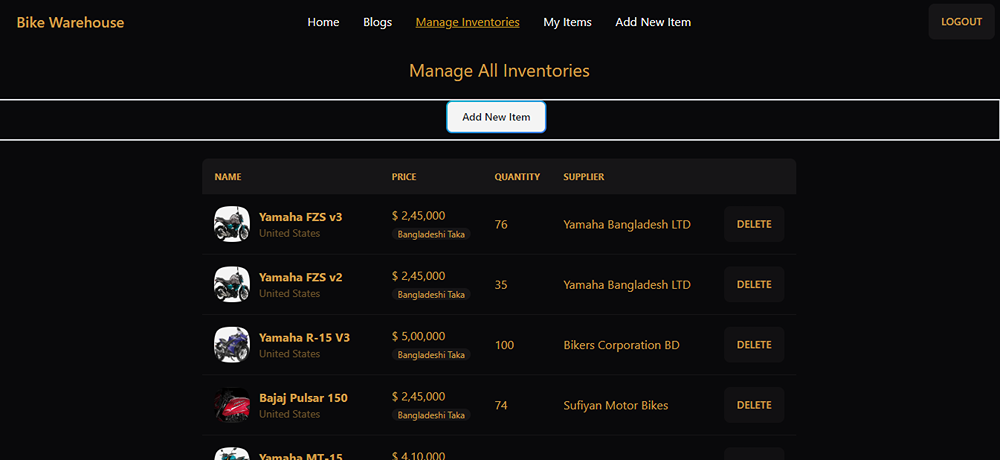 Bike Warehouse Home Blogs Manage Inventories My Items Add New Item LOGOUT
Manage All Inventories
Add New Item
NAME PRICE QUANTITY SUPPLIER
Yamaha FZS v3 $ 2,45,000 76 Yamaha Bangladesh LTD DELETE
United States Bangladeshi Taka
Yamaha FZS v2 $ 2,45,000 35 Yamaha Bangladesh LTD DELETE
United States Bangladeshi Taka
Yamaha R-15 V3 $ 5,00,000 100 Bikers Corporation BD DELETE
United States Bangladeshi Taka
Bajaj Pulsar 150 $ 2,45,000 74 Sufiyan Motor Bikes DELETE
United States Bangladeshi Taka
Yamaha MT-15 $ 4,10,000